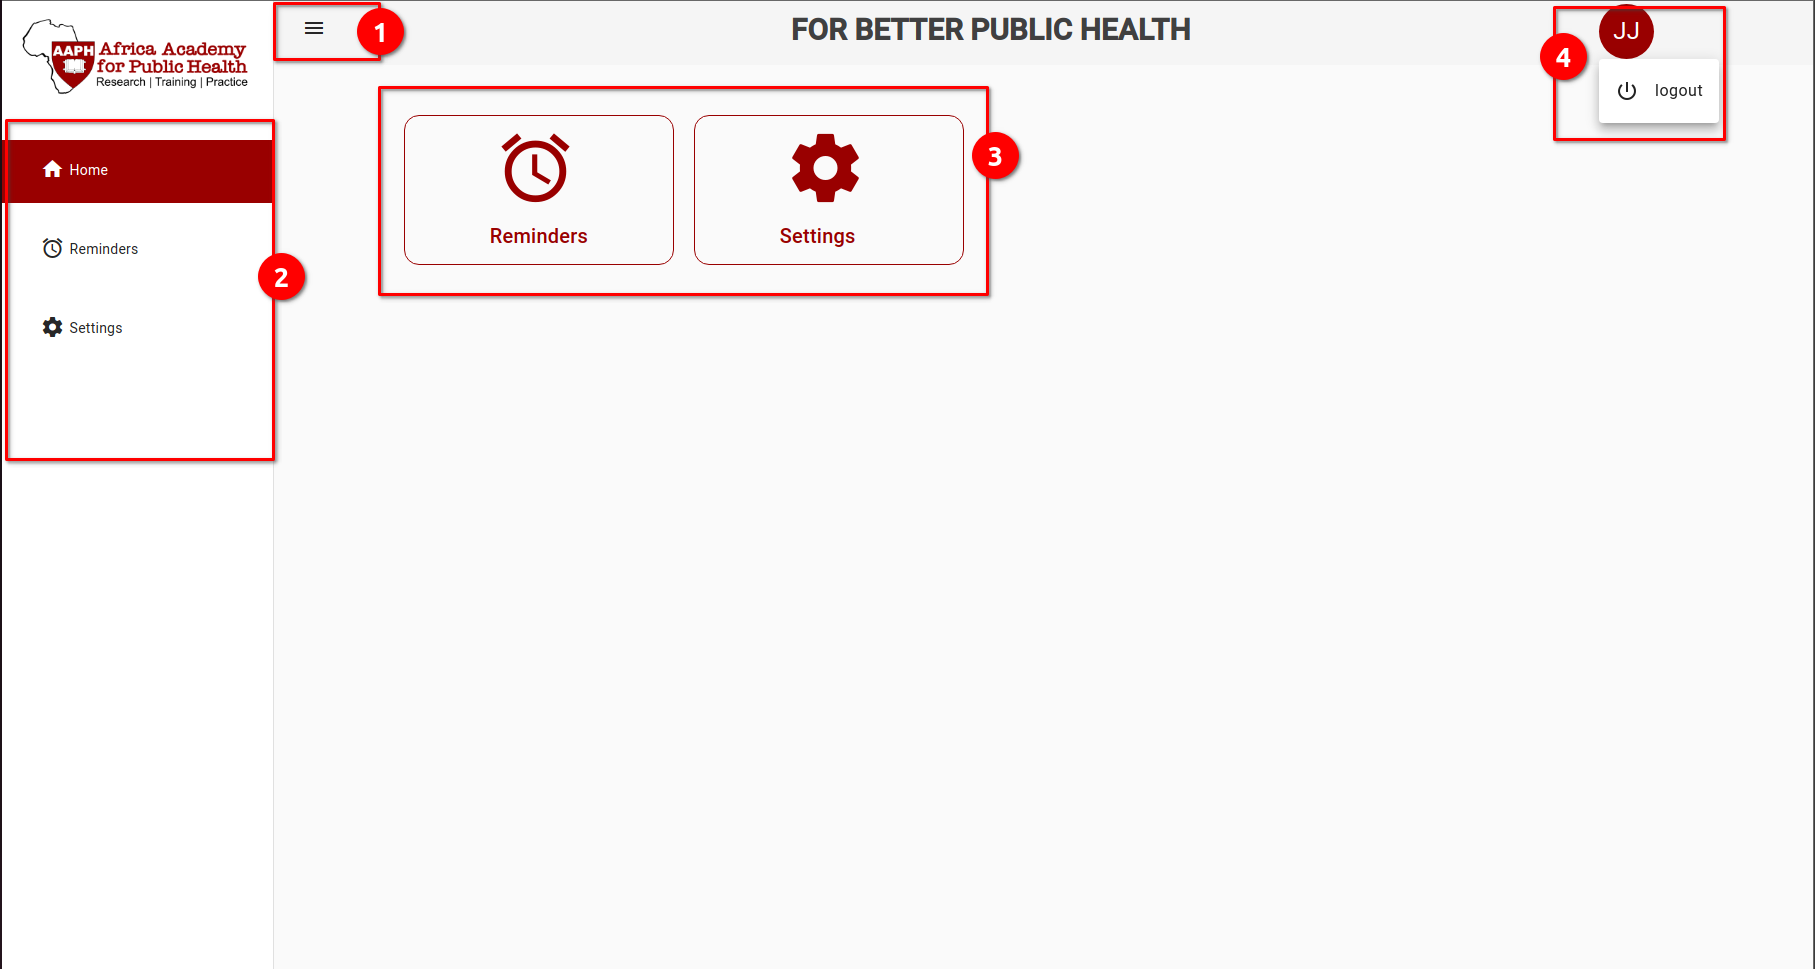 AAPH
Africa Academy
for Public Health
Research | Training | Practice
1
FOR BETTER PUBLIC HEALTH
JJ
4
logout
Home
Reminders
Settings
2
Reminders
Settings
3